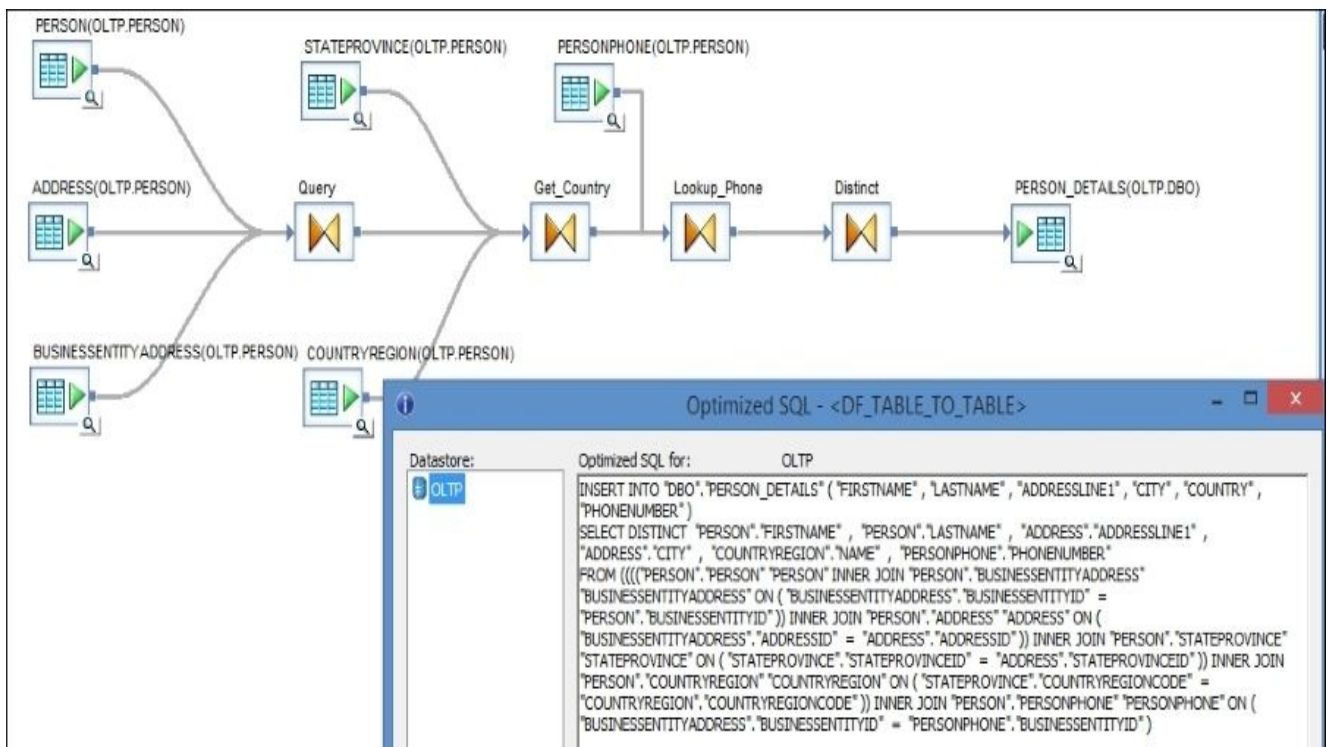 PERSON(OLTP.PERSON)
STATEPROVINCE(OLTP.PERSON)
PERSONPHONE(OLTP.PERSON)
ADDRESS(OLTP.PERSON)
Query
Get_Country
Lookup_Phone
Distinct
PERSON_DETAILS(OLTP.DBO)
BUSINESSENTITYADDRESS(OLTP.PERSON)
COUNTRYREGION(OLTP.PERSON)
Optimized SQL - <DF_TABLE_TO_TABLE>
Datastore:
OLTP
Optimized SQL for: OLTP
INSERT INTO "DBO"."PERSON_DETAILS" ( "FIRSTNAME" , "LASTNAME" , "ADDRESSLINE1" , "CITY" , "COUNTRY" ,
"PHONENUMBER" )
SELECT DISTINCT "PERSON"."FIRSTNAME" , "PERSON"."LASTNAME" , "ADDRESS"."ADDRESSLINE1" ,
"ADDRESS"."CITY" , "COUNTRYREGION"."NAME" , "PERSONPHONE"."PHONENUMBER"
FROM (((("PERSON"."PERSON" "PERSON" INNER JOIN "PERSON"."BUSINESSENTITYADDRESS"
"BUSINESSENTITYADDRESS" ON ( "BUSINESSENTITYADDRESS"."BUSINESSENTITYID" =
"PERSON"."BUSINESSENTITYID" )) INNER JOIN "PERSON"."ADDRESS" "ADDRESS" ON (
"BUSINESSENTITYADDRESS"."ADDRESSID" = "ADDRESS"."ADDRESSID" )) INNER JOIN "PERSON"."STATEPROVINCE"
"STATEPROVINCE" ON ( "STATEPROVINCE"."STATEPROVINCEID" = "ADDRESS"."STATEPROVINCEID" )) INNER JOIN
"PERSON"."COUNTRYREGION" "COUNTRYREGION" ON ( "STATEPROVINCE"."COUNTRYREGIONCODE" =
"COUNTRYREGION"."COUNTRYREGIONCODE" )) INNER JOIN "PERSON"."PERSONPHONE" "PERSONPHONE" ON (
"BUSINESSENTITYADDRESS"."BUSINESSENTITYID" = "PERSONPHONE"."BUSINESSENTITYID" )